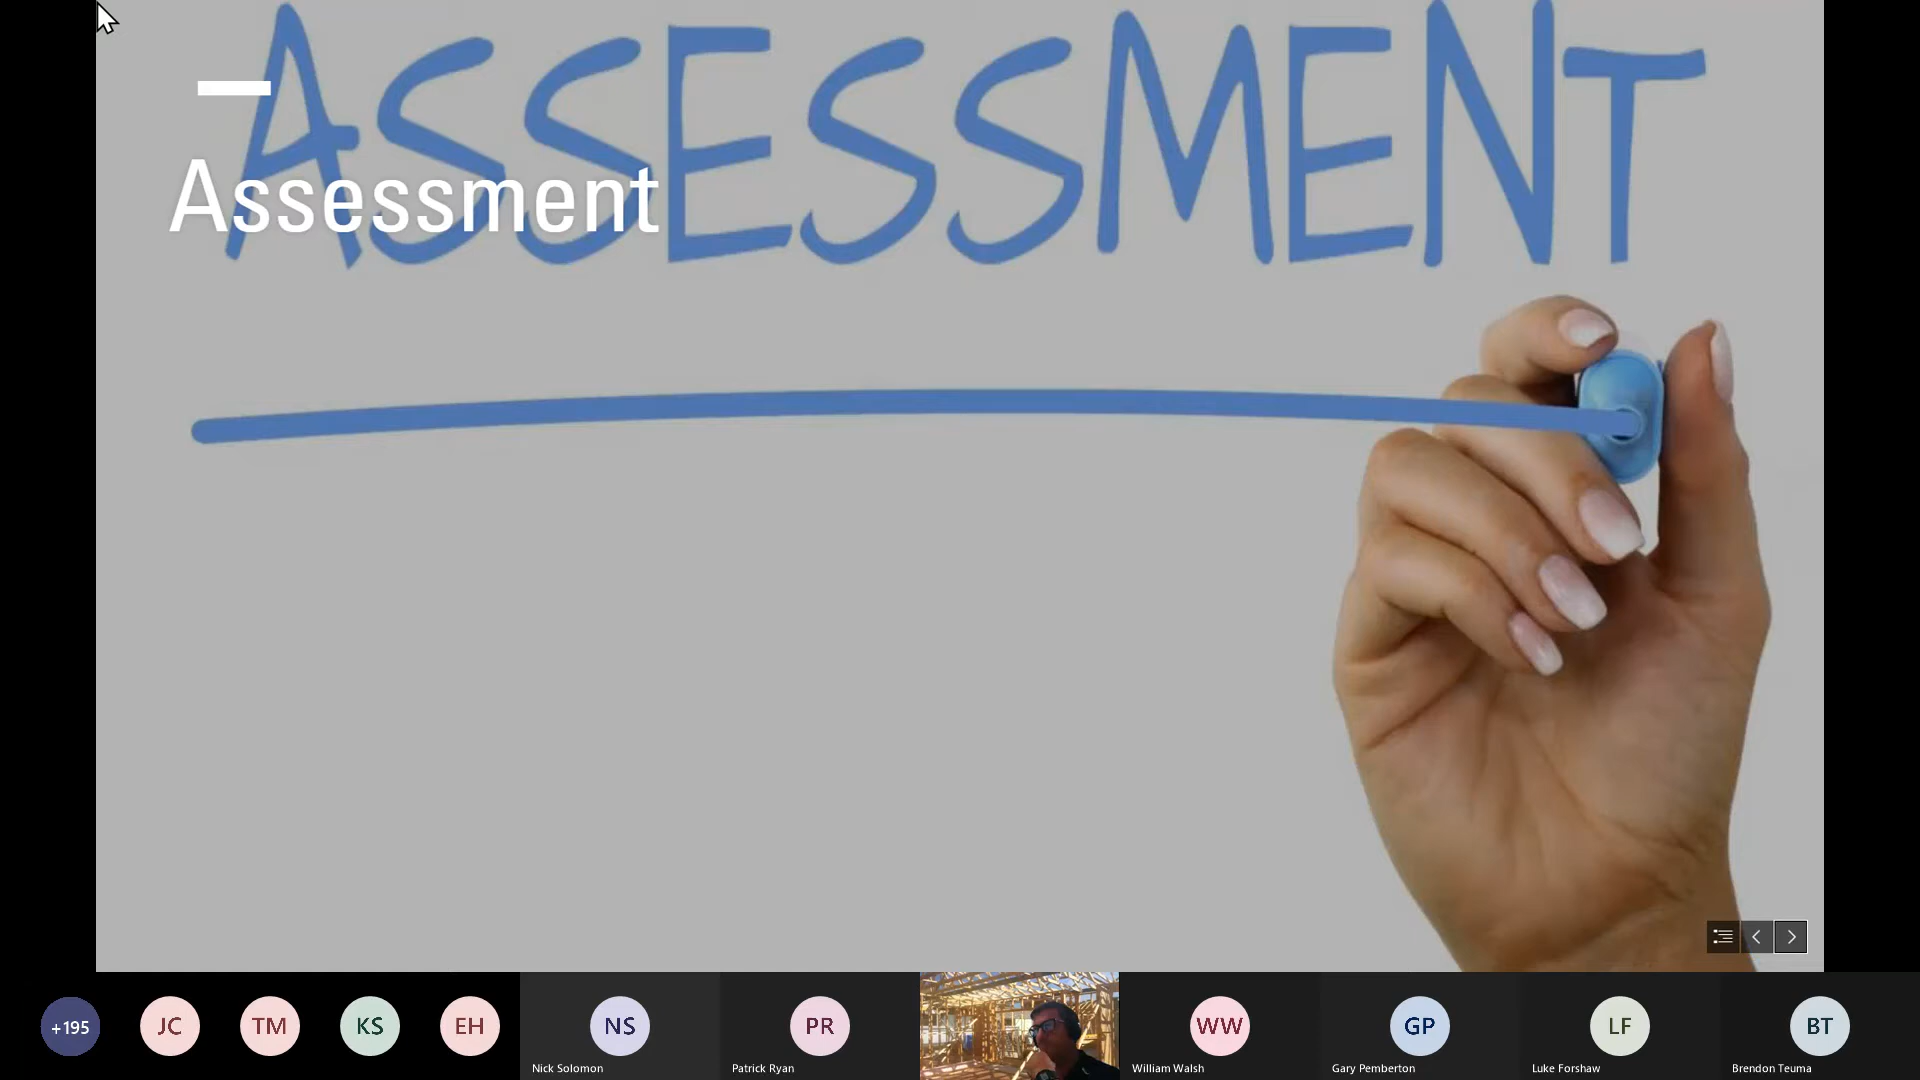 ASSESSMENT
Assessment
+195
JC
TM
KS
EH
NS
PR
WW
GP
LF
BT
Nick Solomon
Patrick Ryan
William Walsh
Gary Pemberton
Luke Forshaw
Brendon Teuma